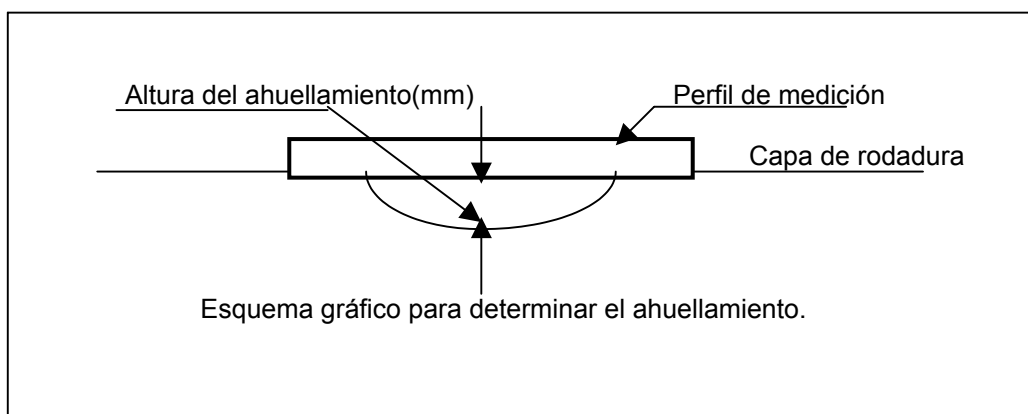 Altura del ahuellamiento(mm)
Perfil de medición
Capa de rodadura
Esquema gráfico para determinar el ahuellamiento.